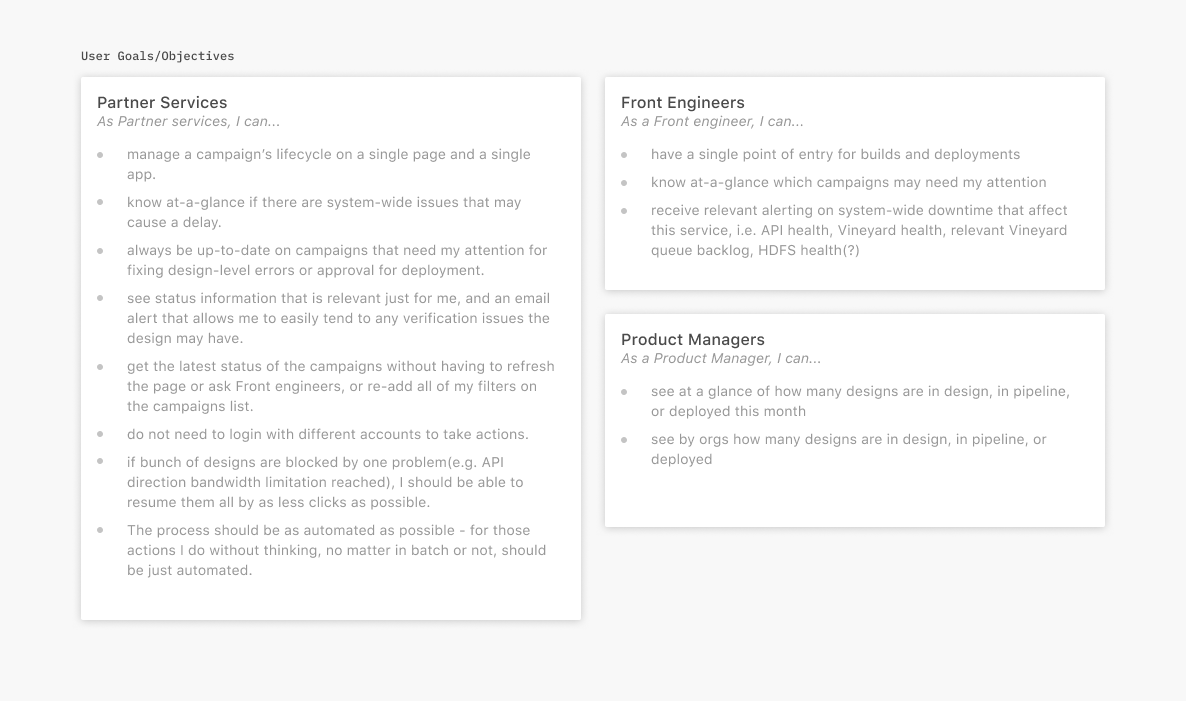 User Goals/Objectives
Partner Services
As Partner services, I can...
manage a campaign’s lifecycle on a single page and a single
app.
know at-a-glance if there are system-wide issues that may
cause a delay.
always be up-to-date on campaigns that need my attention for
fixing design-level errors or approval for deployment.
see status information that is relevant just for me, and an email
alert that allows me to easily tend to any verification issues the
design may have.
get the latest status of the campaigns without having to refresh
the page or ask Front engineers, or re-add all of my filters on
the campaigns list.
do not need to login with different accounts to take actions.
if bunch of designs are blocked by one problem(e.g. API
direction bandwidth limitation reached), I should be able to
resume them all by as less clicks as possible.
The process should be as automated as possible - for those
actions I do without thinking, no matter in batch or not, should
be just automated.
Front Engineers
As a Front engineer, I can...
have a single point of entry for builds and deployments
know at-a-glance which campaigns may need my attention
receive relevant alerting on system-wide downtime that affect
this service, i.e. API health, Vineyard health, relevant Vineyard
queue backlog, HDFS health(?)
Product Managers
As a Product Manager, I can...
see at a glance of how many designs are in design, in pipeline,
or deployed this month
see by orgs how many designs are in design, in pipeline, or
deployed